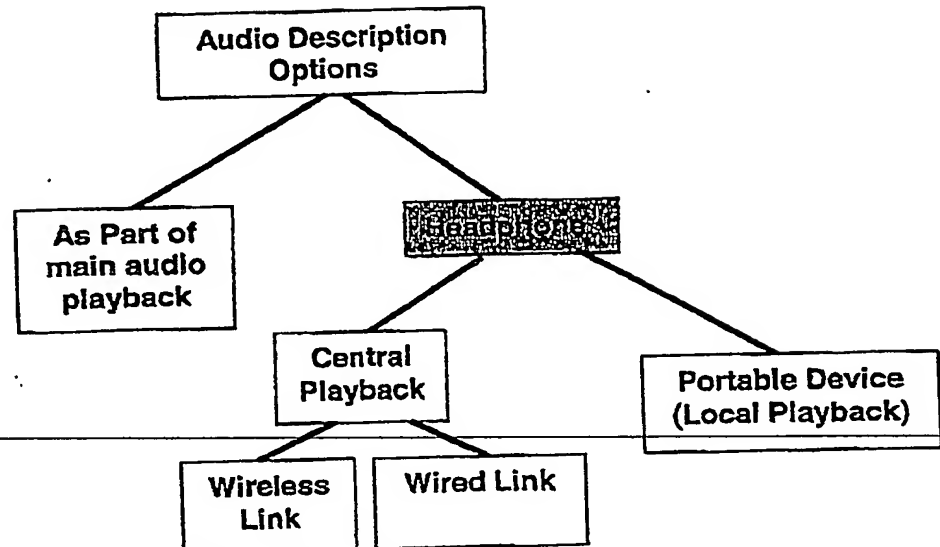 Audio Description
Options
As Part of
main audio
playback
Headphone
Central
Playback
Portable Device
(Local Playback)
Wireless
Link
Wired Link